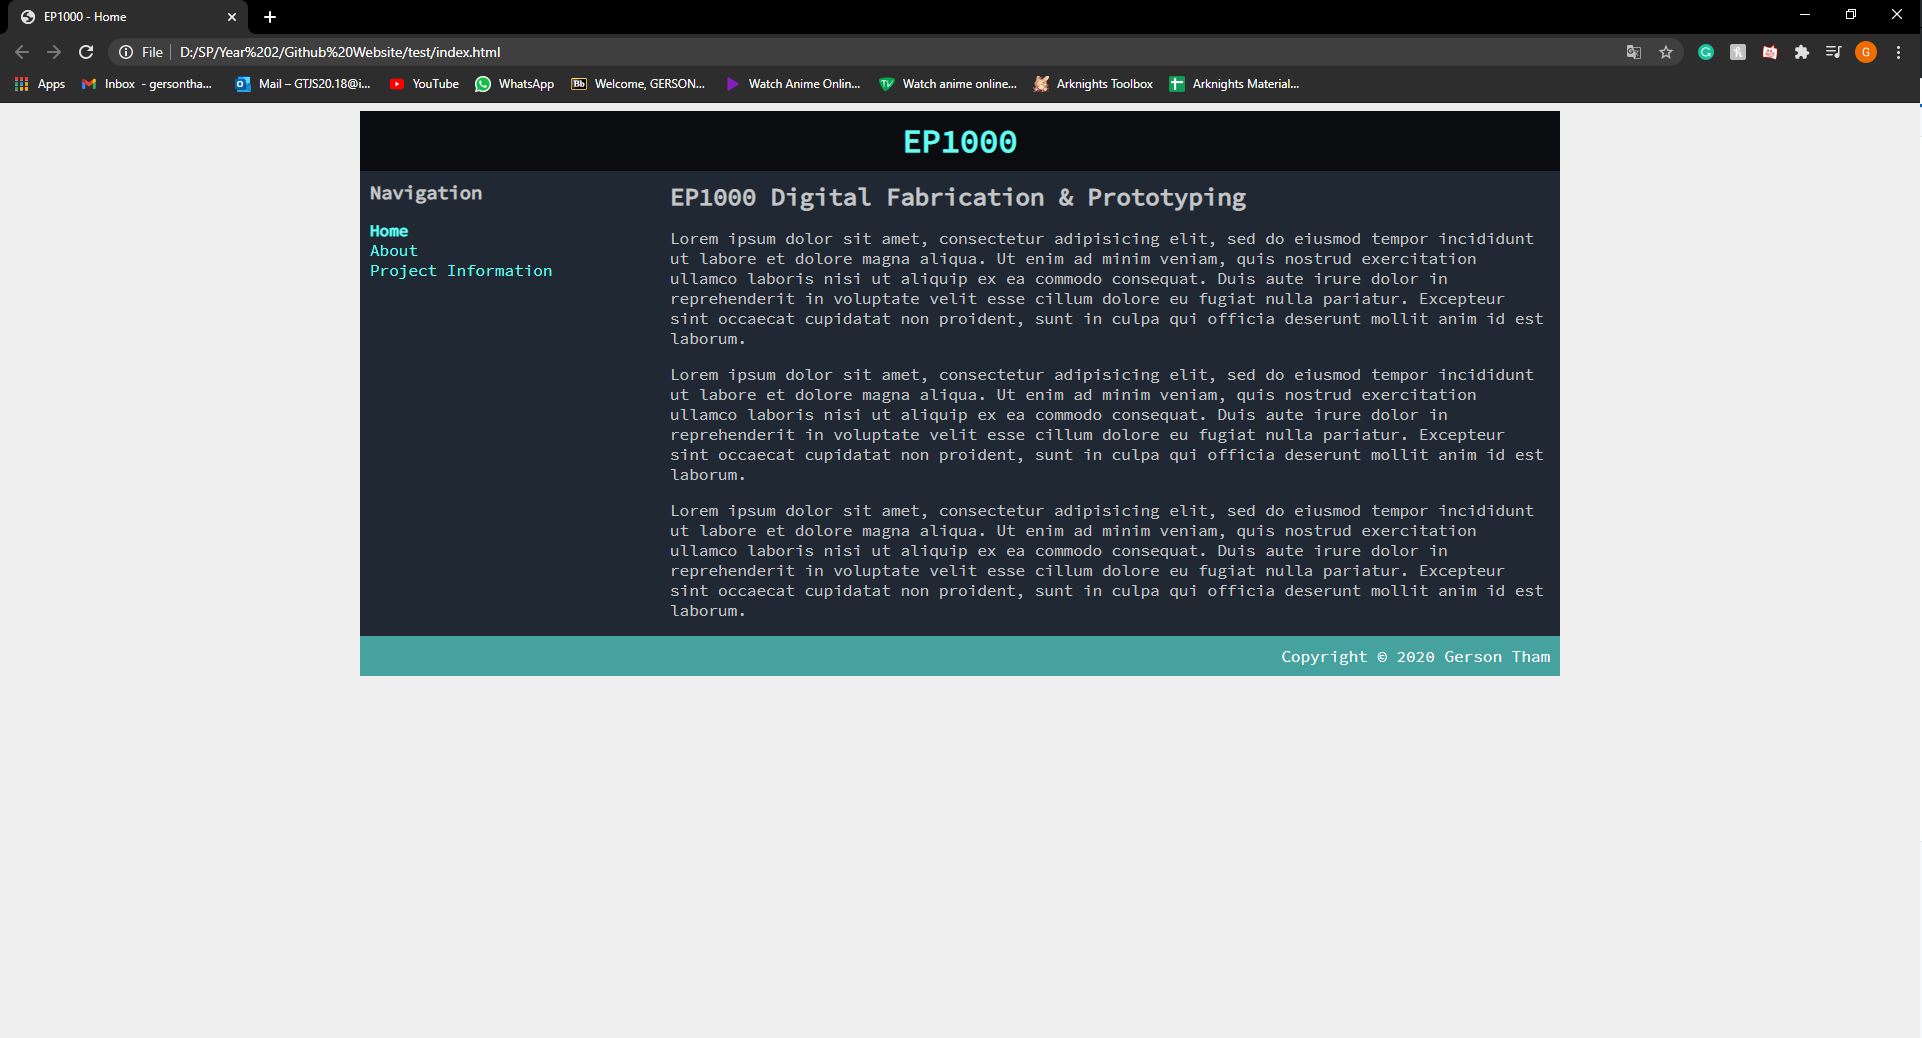 EP1000 - Home
File D:/SP/Year%202/Github%20Website/test/index.html
G
Apps Inbox - gersontha... Mail – GTJS20.18@i... YouTube WhatsApp Bb Welcome, GERSON... Watch Anime Onlin... TV Watch anime online... Arknights Toolbox Arknights Material...
EP1000
Navigation
Home
About
Project Information
EP1000 Digital Fabrication & Prototyping
Lorem ipsum dolor sit amet, consectetur adipisicing elit, sed do eiusmod tempor incididunt
ut labore et dolore magna aliqua. Ut enim ad minim veniam, quis nostrud exercitation
ullamco laboris nisi ut aliquip ex ea commodo consequat. Duis aute irure dolor in
reprehenderit in voluptate velit esse cillum dolore eu fugiat nulla pariatur. Excepteur
sint occaecat cupidatat non proident, sunt in culpa qui officia deserunt mollit anim id est
laborum.
Lorem ipsum dolor sit amet, consectetur adipisicing elit, sed do eiusmod tempor incididunt
ut labore et dolore magna aliqua. Ut enim ad minim veniam, quis nostrud exercitation
ullamco laboris nisi ut aliquip ex ea commodo consequat. Duis aute irure dolor in
reprehenderit in voluptate velit esse cillum dolore eu fugiat nulla pariatur. Excepteur
sint occaecat cupidatat non proident, sunt in culpa qui officia deserunt mollit anim id est
laborum.
Lorem ipsum dolor sit amet, consectetur adipisicing elit, sed do eiusmod tempor incididunt
ut labore et dolore magna aliqua. Ut enim ad minim veniam, quis nostrud exercitation
ullamco laboris nisi ut aliquip ex ea commodo consequat. Duis aute irure dolor in
reprehenderit in voluptate velit esse cillum dolore eu fugiat nulla pariatur. Excepteur
sint occaecat cupidatat non proident, sunt in culpa qui officia deserunt mollit anim id est
laborum.
Copyright © 2020 Gerson Tham